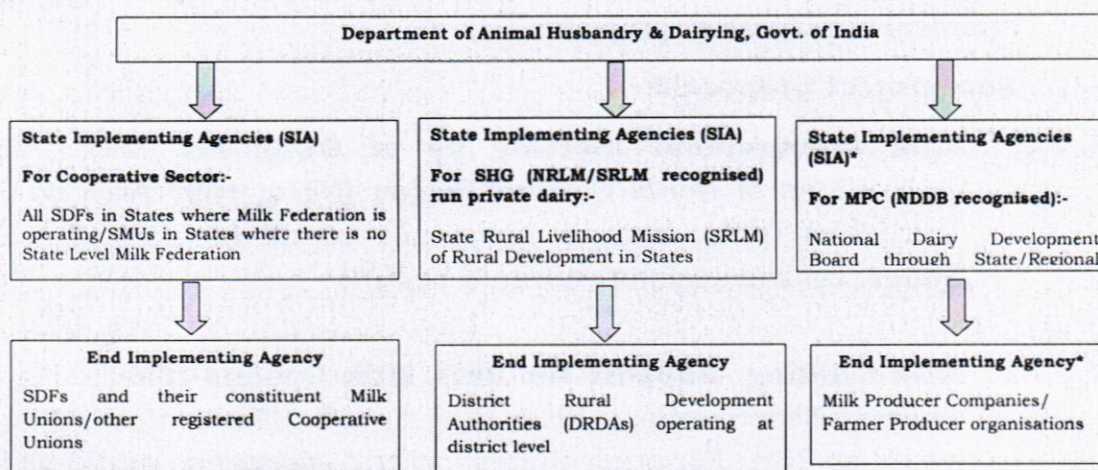 Department of Animal Husbandry & Dairying, Govt. of India
State Implementing Agencies (SIA)
For Cooperative Sector:-
All SDFs in States where Milk Federation is
operating/SMUs in States where there is no
State Level Milk Federation
State Implementing Agencies (SIA)
For SHG (NRLM/SRLM recognised)
run private dairy:-
State Rural Livelihood Mission (SRLM)
of Rural Development in States
State Implementing Agencies
(SIA)*
For MPC (NDDB recognised):-
National Dairy Development
Board through State/Regional
End Implementing Agency
SDFs and their constituent Milk
Unions/other registered Cooperative
Unions
End Implementing Agency
District Rural Development
Authorities (DRDAs) operating at
district level
End Implementing Agency
Milk Producer Companies/
Farmer Producer organisations